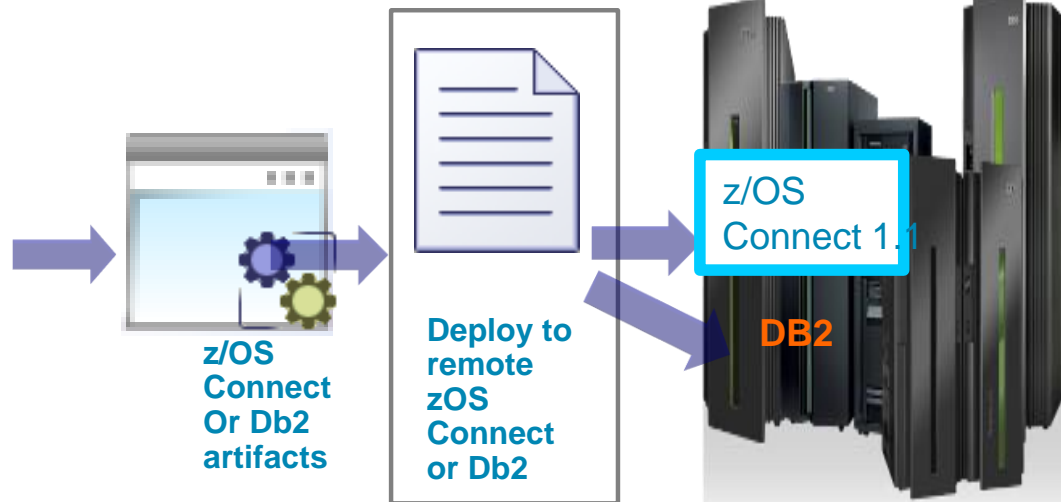 z/OS
Connect
Or Db2
artifacts
Deploy to
remote
zOS
Connect
or Db2
z/OS
Connect 1.1
DB2